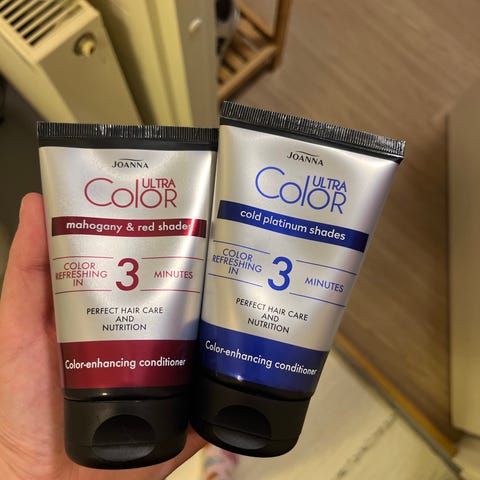 JOANNA
ULTRA
COLOR
mahogany & red shades
COLOR
REFRESHING
IN
3
MINUTES
PERFECT HAIR CARE
AND
NUTRITION
Color-enhancing conditioner
JOANNA
ULTRA
COLOR
cold platinum shades
COLOR
REFRESHING
IN
3
MINUTES
PERFECT HAIR CARE
AND
NUTRITION
Color-enhancing conditioner